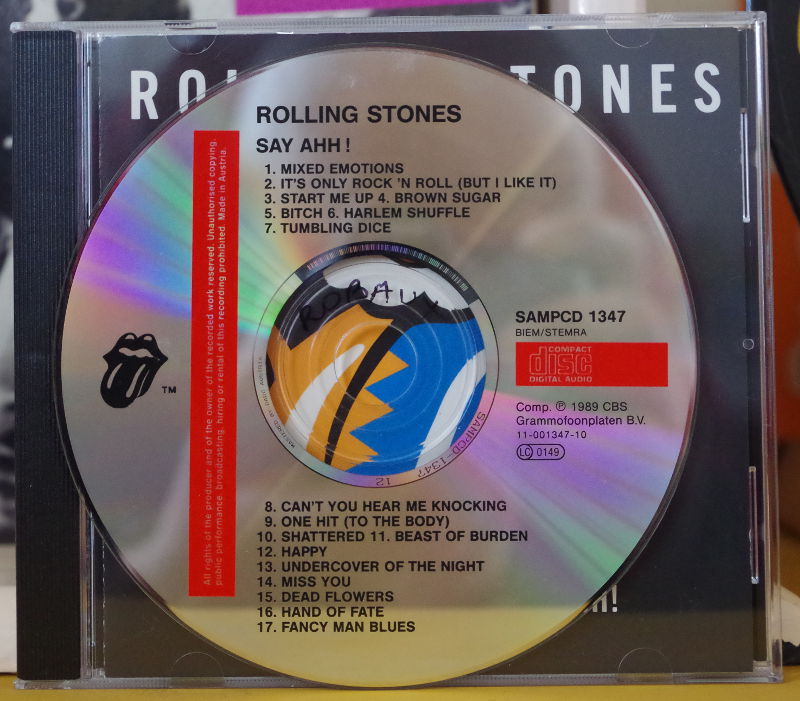 RO
TONES
ROLLING STONES
SAY AHH!
1. MIXED EMOTIONS
2. IT'S ONLY ROCK 'N ROLL (BUT I LIKE IT)
3. START ME UP 4. BROWN SUGAR
5. BITCH 6. HARLEM SHUFFLE
7. TUMBLING DICE
All rights of the producer and of the owner of the recorded work reserved. Unauthorised copying,
public performance, broadcasting, hiring or rental of this recording prohibited. Made in Austria.
TM
SAMPCD 1347
BIEM/STEMRA
COMPACT
disc
DIGITAL AUDIO
Comp. ℗ 1989 CBS
Grammofoonplaten B.V.
11-001347-10
LC 0149
SAMPCD-1347 12
8. CAN'T YOU HEAR ME KNOCKING
9. ONE HIT (TO THE BODY)
10. SHATTERED 11. BEAST OF BURDEN
12. HAPPY
13. UNDERCOVER OF THE NIGHT
14. MISS YOU
15. DEAD FLOWERS
16. HAND OF FATE
17. FANCY MAN BLUES
h!